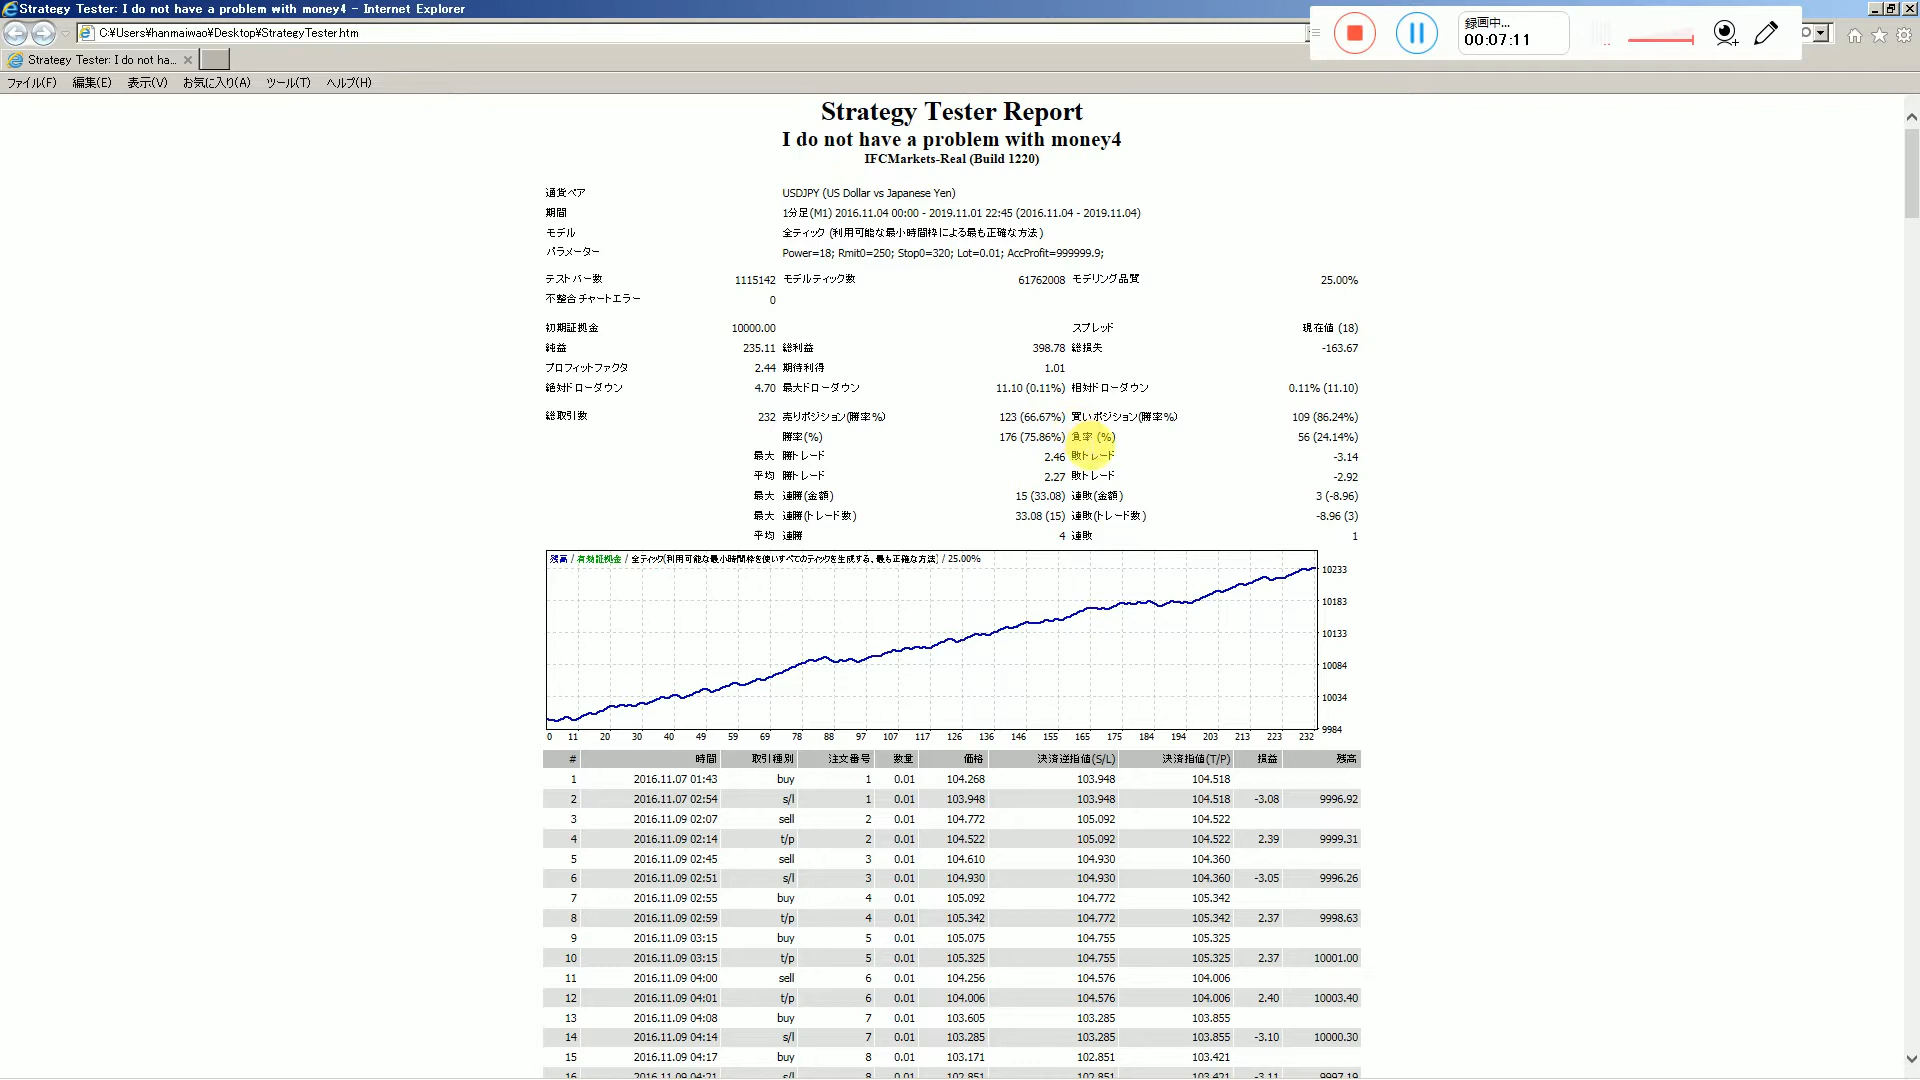 Strategy Tester: I do not have a problem with money4 - Internet Explorer
C:¥Users¥hanmaiwao¥Desktop¥StrategyTester.htm
録画中...
00:07:11
Strategy Tester: I do not ha...
ファイル(F) 編集(E) 表示(V) お気に入り(A) ツール(T) ヘルプ(H)
Strategy Tester Report
I do not have a problem with money4
IFCMarkets-Real (Build 1220)
通貨ペア USDJPY (US Dollar vs Japanese Yen)
期間 1分足(M1) 2016.11.04 00:00 - 2019.11.01 22:45 (2016.11.04 - 2019.11.04)
モデル 全ティック (利用可能な最小時間枠による最も正確な方法)
パラメーター Power=18; Rmit0=250; Stop0=320; Lot=0.01; AccProfit=999999.9;
テストバー数 1115142 モデルティック数 61762008 モデリング品質 25.00%
不整合チャートエラー 0
初期証拠金 10000.00 スプレッド 現在値 (18)
純益 235.11 総利益 398.78 総損失 -163.67
プロフィットファクタ 2.44 期待利得 1.01
絶対ドローダウン 4.70 最大ドローダウン 11.10 (0.11%) 相対ドローダウン 0.11% (11.10)
総取引数 232 売りポジション(勝率%) 123 (66.67%) 買いポジション(勝率%) 109 (86.24%)
勝率(%) 176 (75.86%) 負率 (%) 56 (24.14%)
最大 勝トレード 2.46 敗トレード -3.14
平均 勝トレード 2.27 敗トレード -2.92
最大 連勝(金額) 15 (33.08) 連敗(金額) 3 (-8.96)
最大 連勝(トレード数) 33.08 (15) 連敗(トレード数) -8.96 (3)
平均 連勝 4 連敗 1
残高 / 有効証拠金 / 全ティック(利用可能な最小時間枠を使いすべてのティックを生成する、最も正確な方法) / 25.00%
10233
10183
10133
10084
10034
9984
0 11 20 30 40 49 59 69 78 88 97 107 117 126 136 146 155 165 175 184 194 203 213 223 232
# 時間 取引種別 注文番号 数量 価格 決済逆指値(S/L) 決済指値(T/P) 損益 残高
1 2016.11.07 01:43 buy 1 0.01 104.268 103.948 104.518
2 2016.11.07 02:54 s/l 1 0.01 103.948 103.948 104.518 -3.08 9996.92
3 2016.11.09 02:07 sell 2 0.01 104.772 105.092 104.522
4 2016.11.09 02:14 t/p 2 0.01 104.522 105.092 104.522 2.39 9999.31
5 2016.11.09 02:45 sell 3 0.01 104.610 104.930 104.360
6 2016.11.09 02:51 s/l 3 0.01 104.930 104.930 104.360 -3.05 9996.26
7 2016.11.09 02:55 buy 4 0.01 105.092 104.772 105.342
8 2016.11.09 02:59 t/p 4 0.01 105.342 104.772 105.342 2.37 9998.63
9 2016.11.09 03:15 buy 5 0.01 105.075 104.755 105.325
10 2016.11.09 03:15 t/p 5 0.01 105.325 104.755 105.325 2.37 10001.00
11 2016.11.09 04:00 sell 6 0.01 104.256 104.576 104.006
12 2016.11.09 04:01 t/p 6 0.01 104.006 104.576 104.006 2.40 10003.40
13 2016.11.09 04:08 buy 7 0.01 103.605 103.285 103.855
14 2016.11.09 04:14 s/l 7 0.01 103.285 103.285 103.855 -3.10 10000.30
15 2016.11.09 04:17 buy 8 0.01 103.171 102.851 103.421
16 2016.11.09 04:21 s/l 8 0.01 102.851 102.851 103.421 -3.11 9997.19